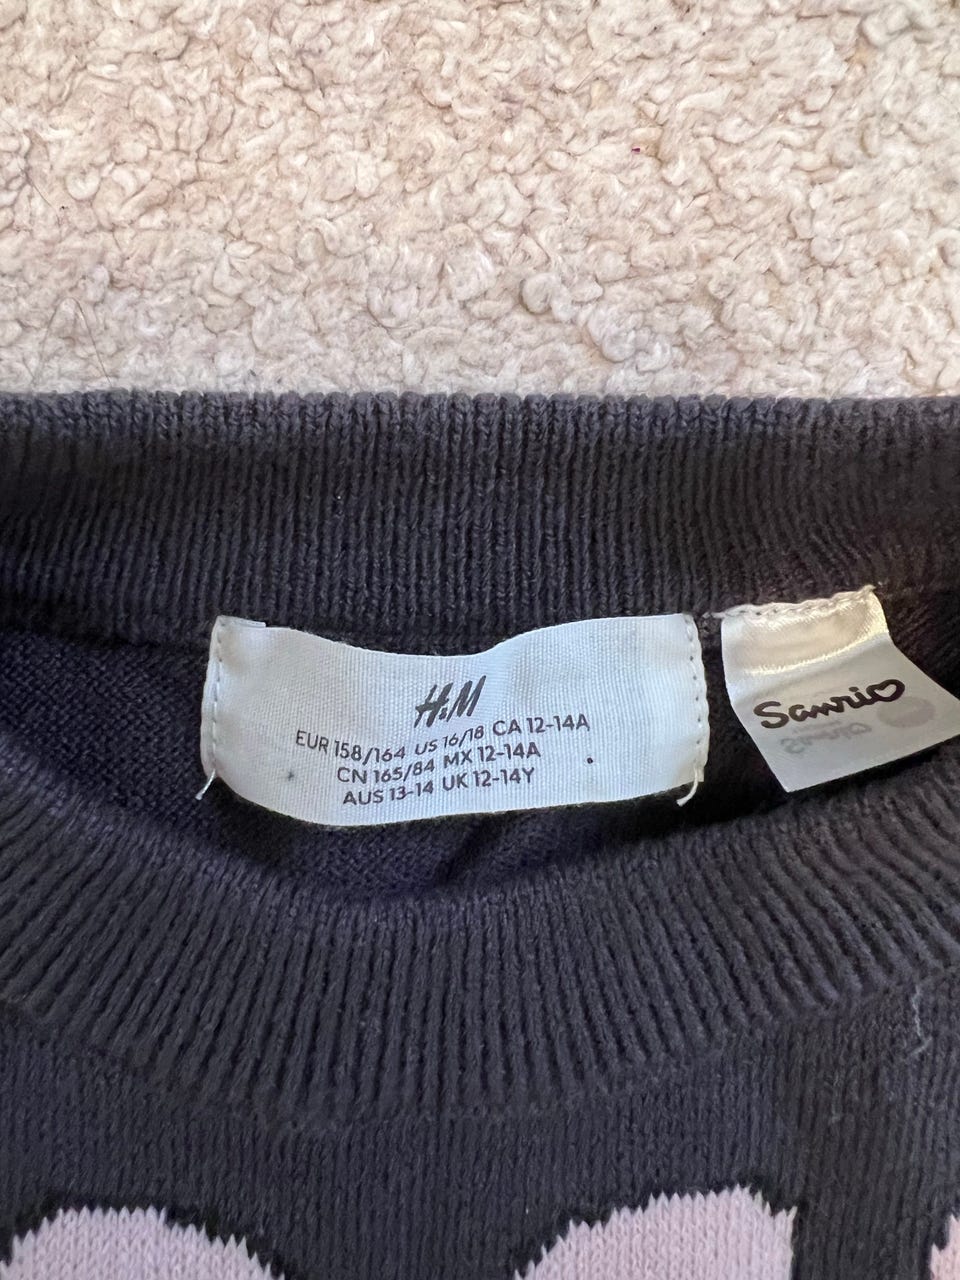 H&M
EUR 158/164 US 16/18 CA 12-14A
CN 165/84 MX 12-14A
AUS 13-14 UK 12-14Y
Sanrio